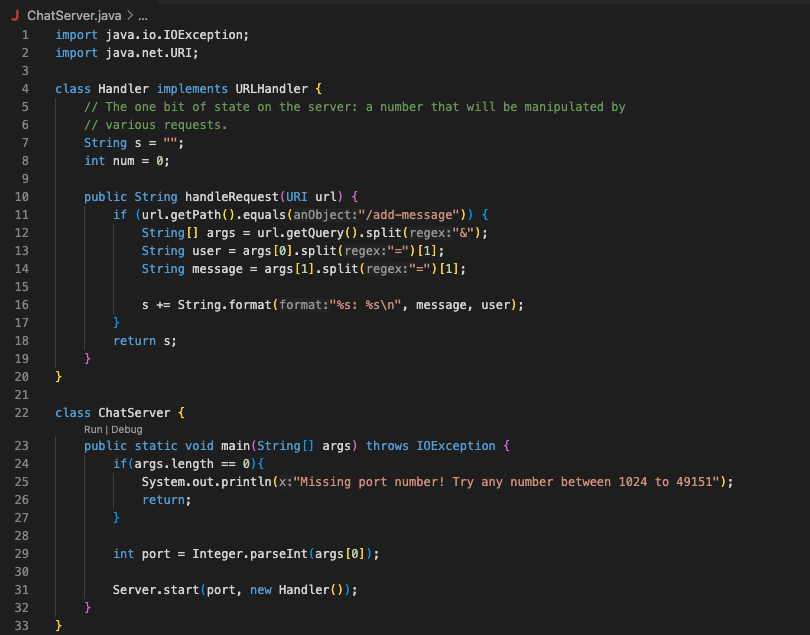 J ChatServer.java > ...
1 import java.io.IOException;
2 import java.net.URI;
3
4 class Handler implements URLHandler {
5     // The one bit of state on the server: a number that will be manipulated by
6     // various requests.
7     String s = "";
8     int num = 0;
9
10     public String handleRequest(URI url) {
11         if (url.getPath().equals(anObject:"/add-message")) {
12             String[] args = url.getQuery().split(regex:"&");
13             String user = args[0].split(regex:"=")[1];
14             String message = args[1].split(regex:"=")[1];
15
16             s += String.format(format:"%s: %s\n", message, user);
17         }
18         return s;
19     }
20 }
21
22 class ChatServer {
Run | Debug
23     public static void main(String[] args) throws IOException {
24         if(args.length == 0){
25             System.out.println(x:"Missing port number! Try any number between 1024 to 49151");
26             return;
27         }
28
29         int port = Integer.parseInt(args[0]);
30
31         Server.start(port, new Handler());
32     }
33 }